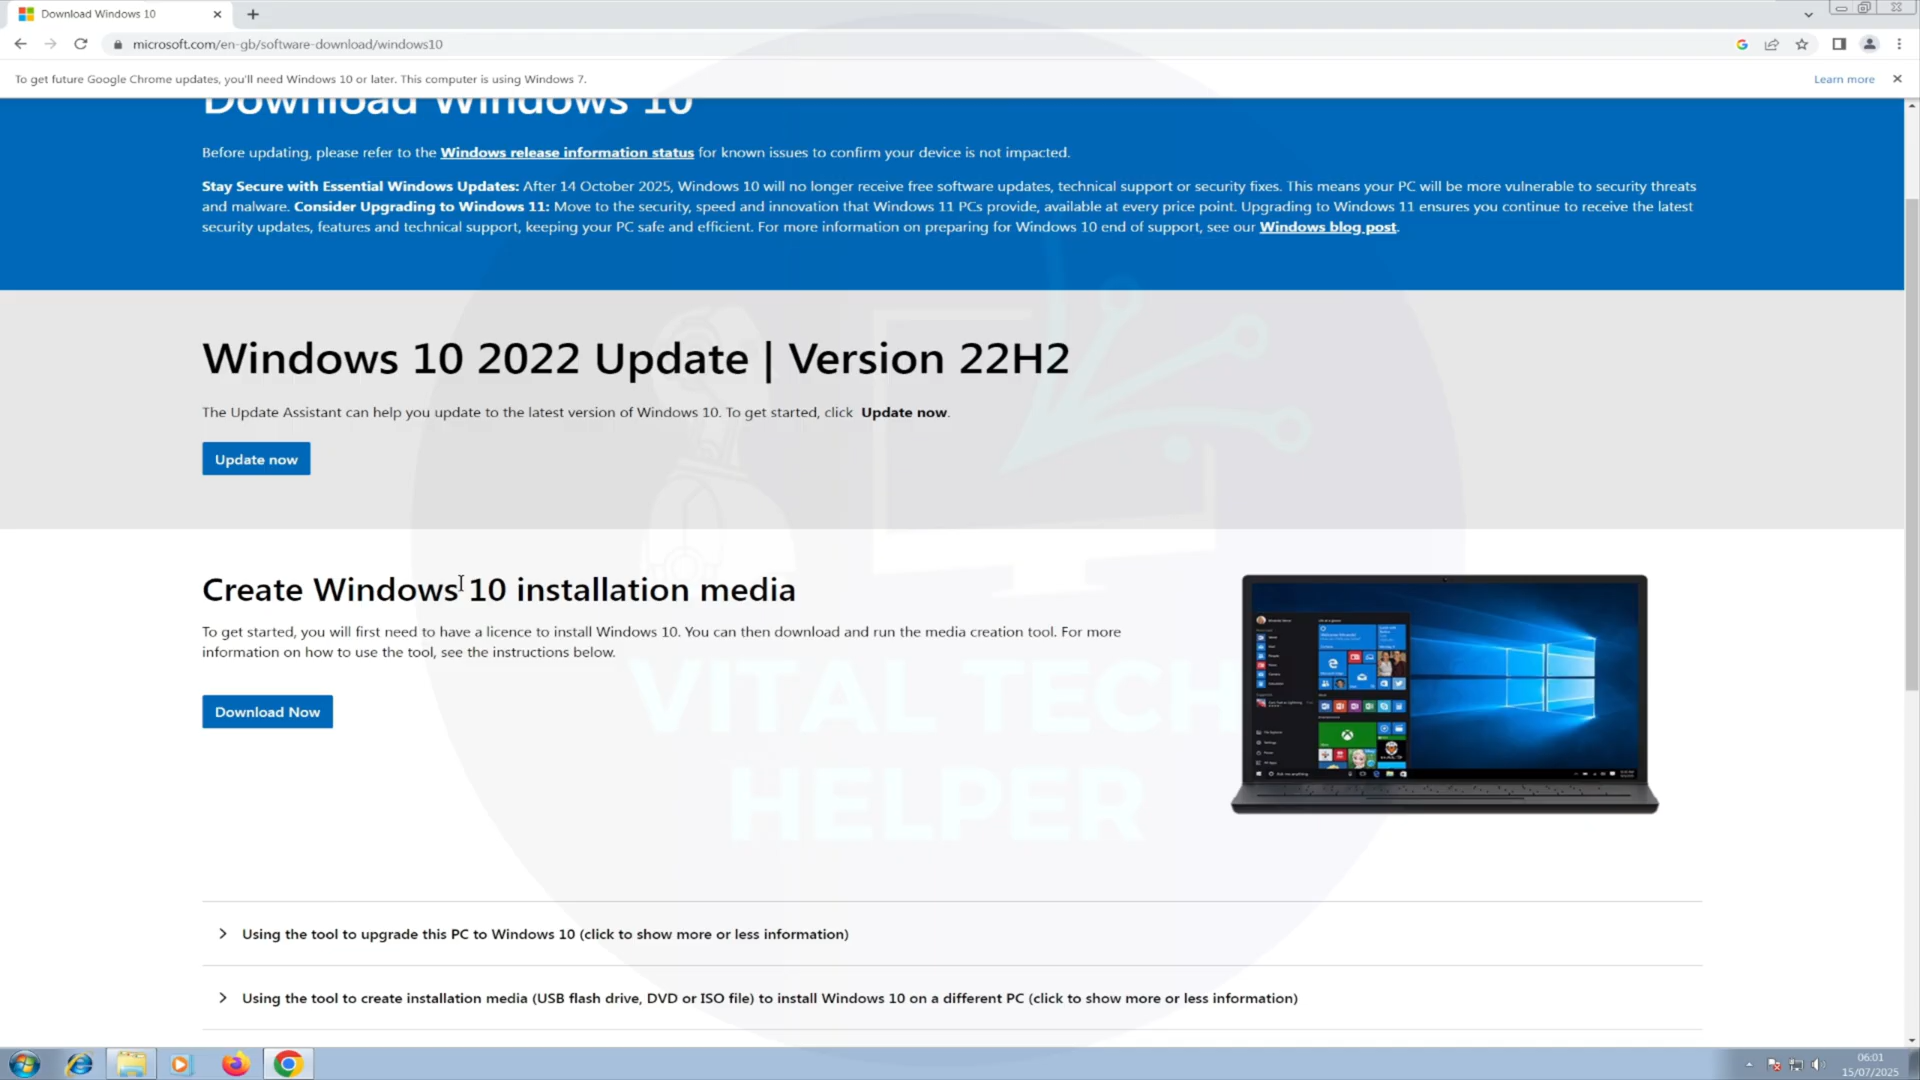 Download Windows 10
microsoft.com/en-gb/software-download/windows10
To get future Google Chrome updates, you'll need Windows 10 or later. This computer is using Windows 7.
Learn more
Download Windows 10
Before updating, please refer to the Windows release information status for known issues to confirm your device is not impacted.
Stay Secure with Essential Windows Updates: After 14 October 2025, Windows 10 will no longer receive free software updates, technical support or security fixes. This means your PC will be more vulnerable to security threats
and malware. Consider Upgrading to Windows 11: Move to the security, speed and innovation that Windows 11 PCs provide, available at every price point. Upgrading to Windows 11 ensures you continue to receive the latest
security updates, features and technical support, keeping your PC safe and efficient. For more information on preparing for Windows 10 end of support, see our Windows blog post.
Windows 10 2022 Update | Version 22H2
The Update Assistant can help you update to the latest version of Windows 10. To get started, click Update now.
Update now
Create Windows 10 installation media
To get started, you will first need to have a licence to install Windows 10. You can then download and run the media creation tool. For more
information on how to use the tool, see the instructions below.
Download Now
VITAL TECH
HELPER
Using the tool to upgrade this PC to Windows 10 (click to show more or less information)
Using the tool to create installation media (USB flash drive, DVD or ISO file) to install Windows 10 on a different PC (click to show more or less information)
06:01
15/07/2025